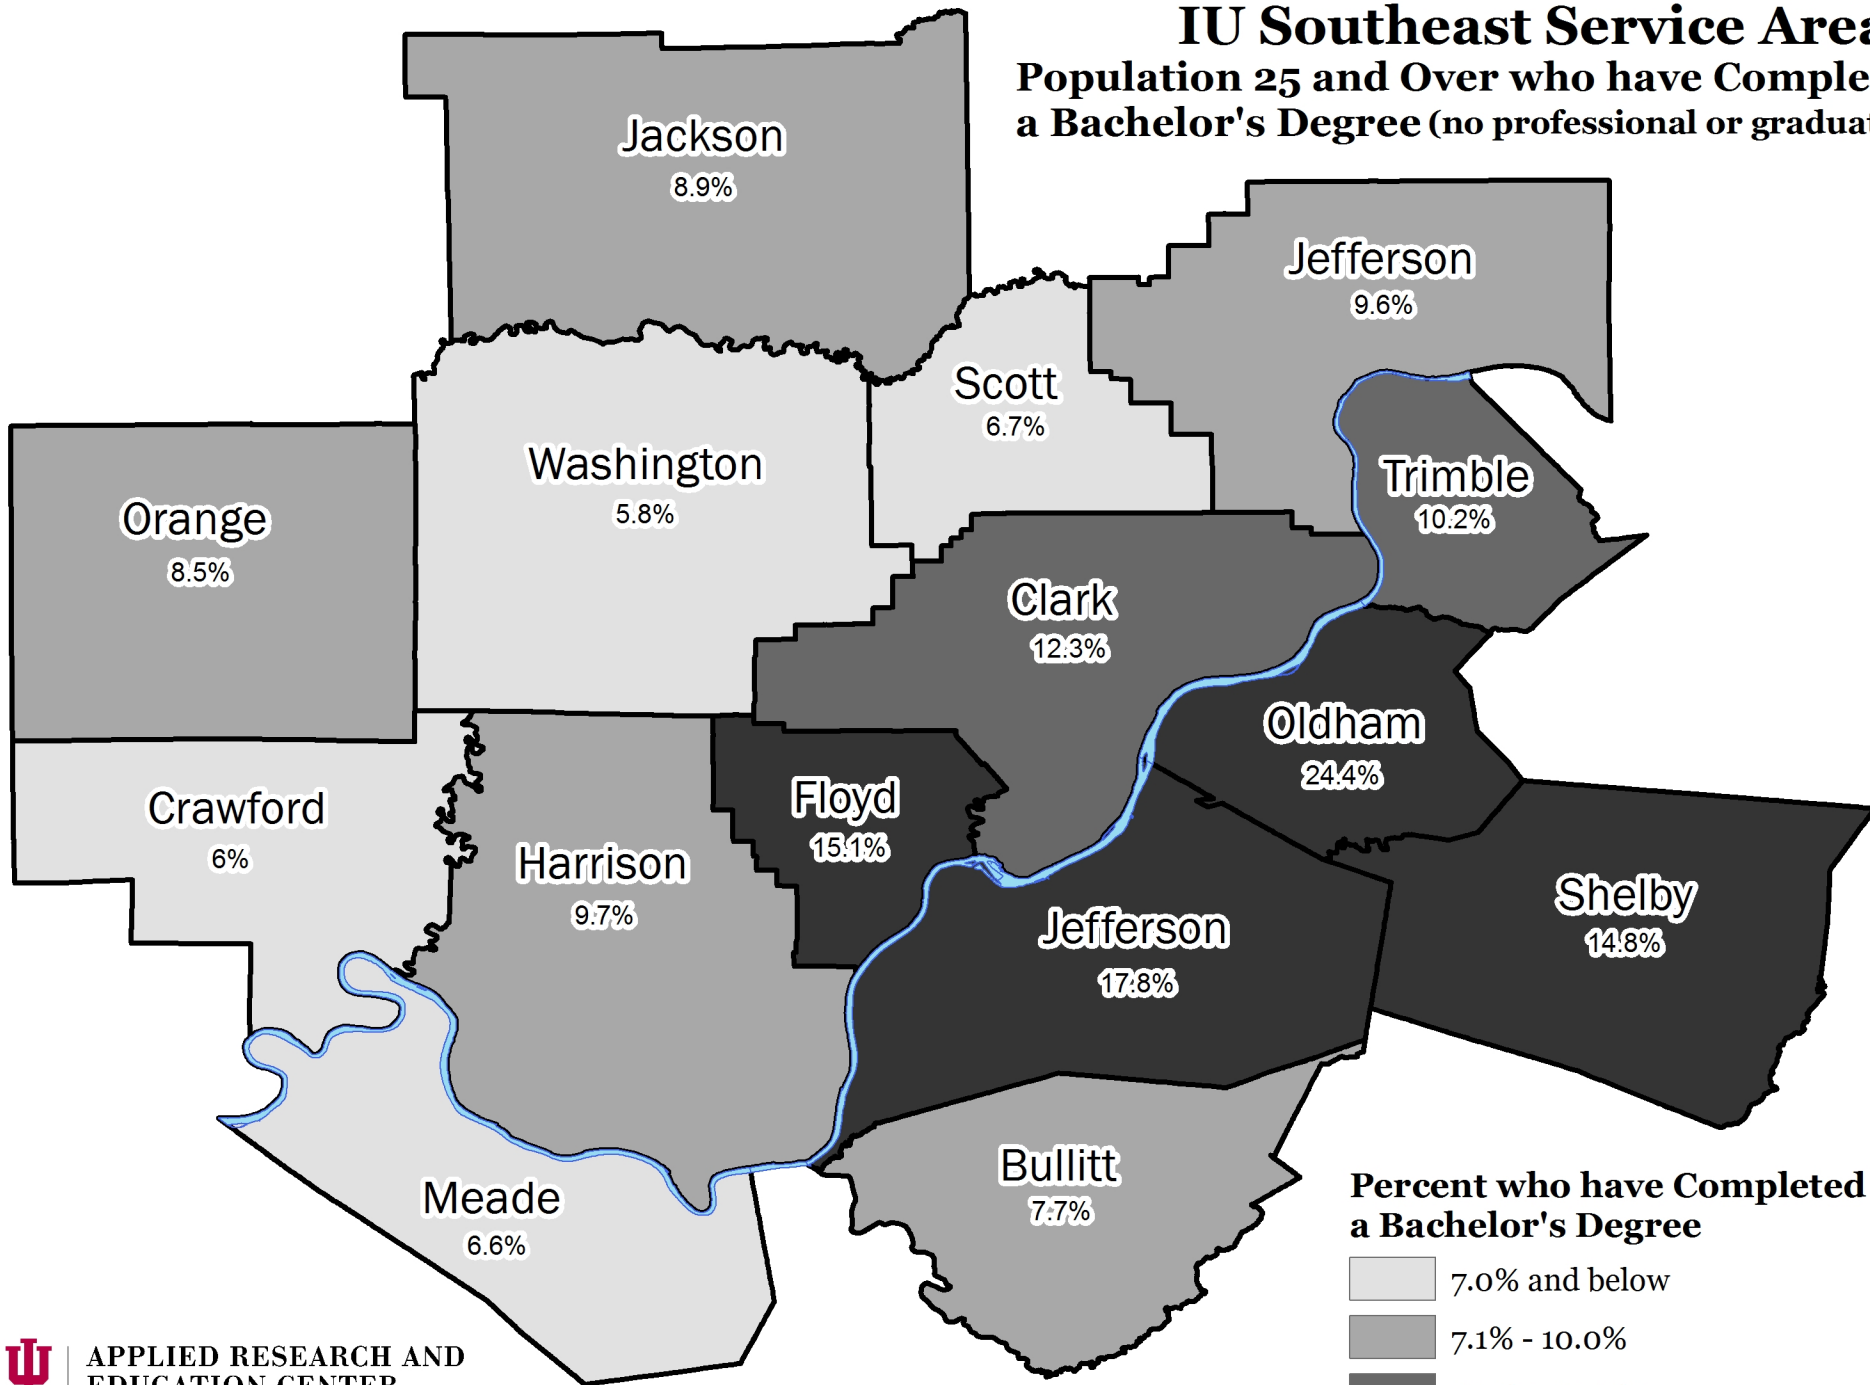 IU Southeast Service Area
Population 25 and Over who have Comple
a Bachelor's Degree (no professional or graduat
Jackson
8.9%
Jefferson
9.6%
Scott
6.7%
Washington
5.8%
Trimble
10.2%
Orange
8.5%
Clark
12.3%
Oldham
24.4%
Floyd
15.1%
Crawford
6%
Harrison
9.7%
Shelby
14.8%
Jefferson
17.8%
Bullitt
7.7%
Meade
6.6%
Percent who have Completed
a Bachelor's Degree
7.0% and below
7.1% - 10.0%
APPLIED RESEARCH AND
EDUCATION CENTER